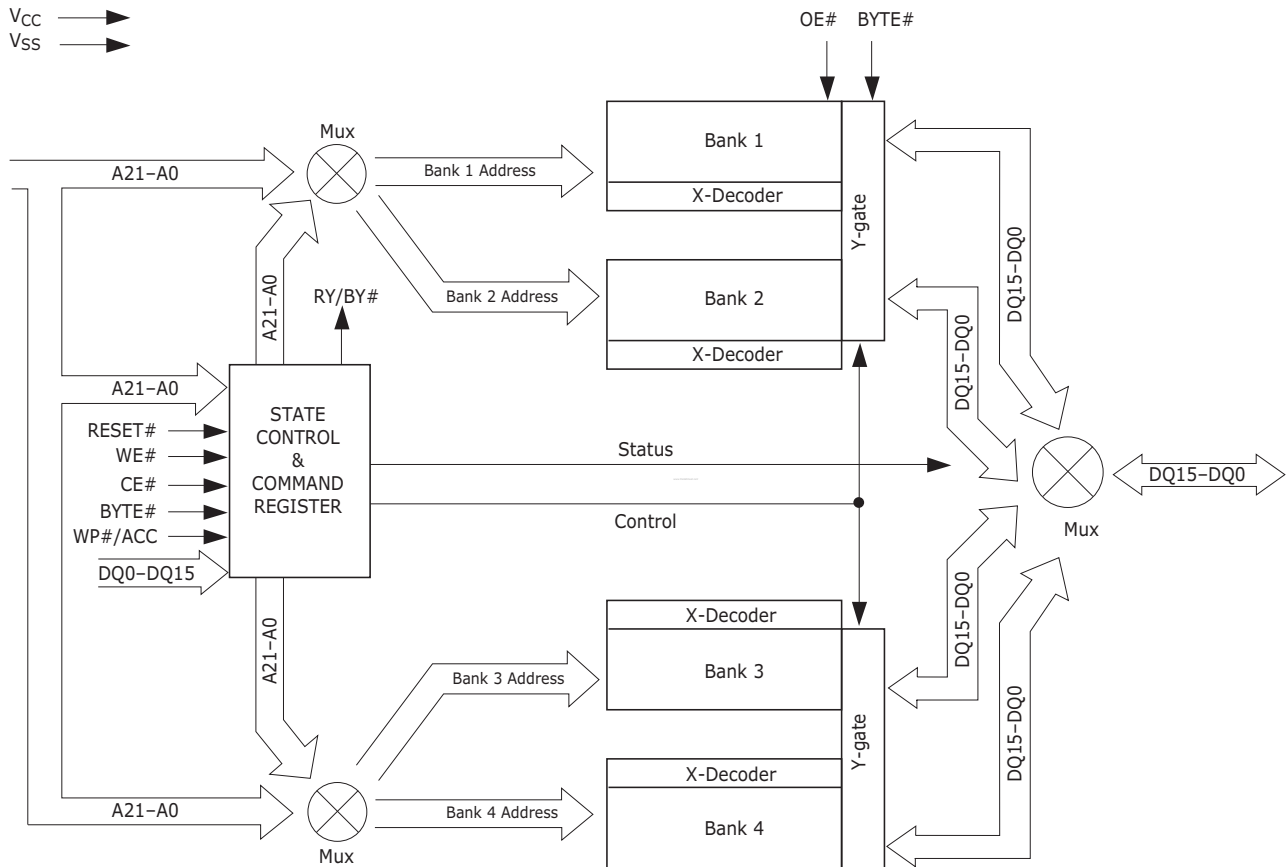 VCC
VSS
OE# BYTE#
Mux
A21–A0
Bank 1 Address
Bank 1
X-Decoder
Y-gate
DQ15–DQ0
A21–A0
RY/BY#
Bank 2 Address
Bank 2
X-Decoder
DQ15–DQ0
A21–A0
RESET#
WE#
CE#
BYTE#
WP#/ACC
DQ0–DQ15
STATE
CONTROL
&
COMMAND
REGISTER
Status
Control
DQ15–DQ0
Mux
A21–A0
X-Decoder
Bank 3 Address
Bank 3
DQ15–DQ0
Y-gate
DQ15–DQ0
X-Decoder
A21–A0
Bank 4 Address
Bank 4
Mux